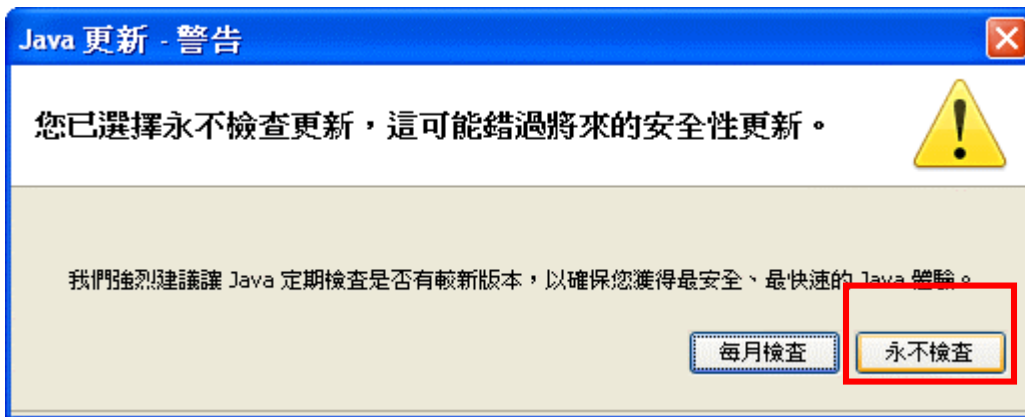 Java 更新 - 警告
您已選擇永不檢查更新，這可能錯過將來的安全性更新。
我們強烈建議讓 Java 定期檢查是否有較新版本，以確保您獲得最安全、最快速的 Java 體驗。
每月檢查 永不檢查